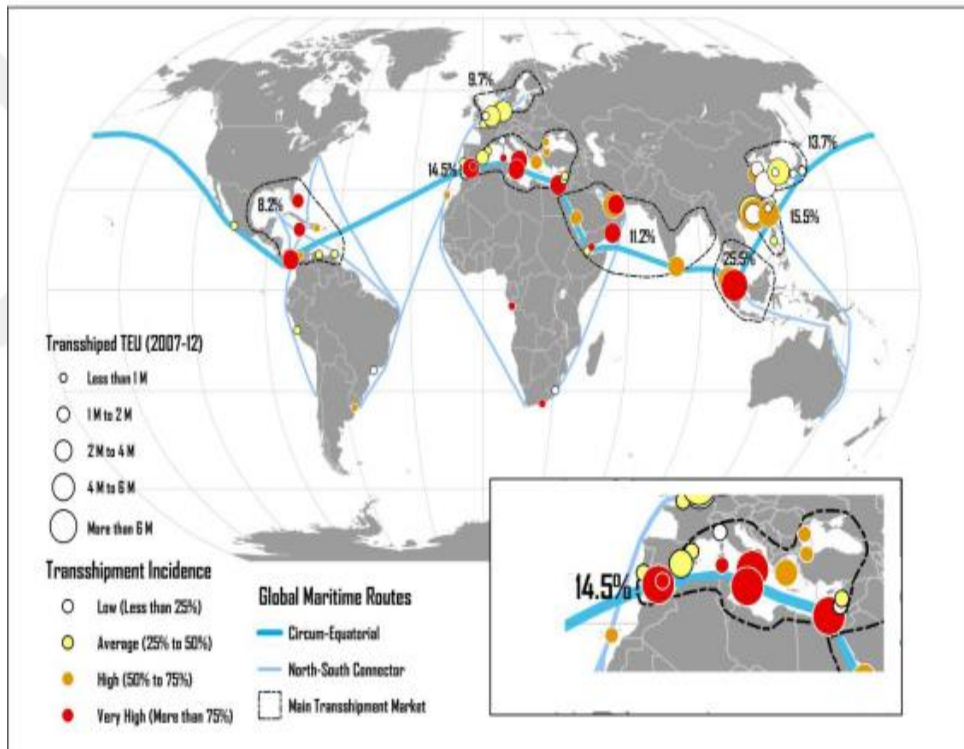 9.7%
13.7%
14.5%
8.2%
15.5%
11.2%
25.5%
Transshiped TEU (2007-12)
Less than 1 M
1 M to 2 M
2 M to 4 M
4 M to 6 M
More than 6 M
Transshipment Incidence
Low (Less than 25%)
Average (25% to 50%)
High (50% to 75%)
Very High (More than 75%)
Global Maritime Routes
Circum-Equatorial
North-South Connector
Main Transshipment Market
14.5%